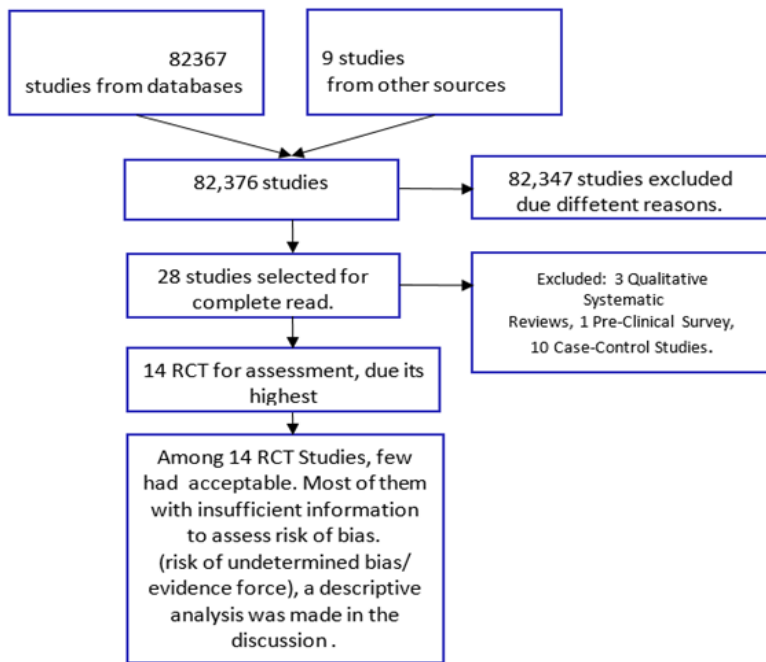 82367
studies from databases
9 studies
from other sources
82,376 studies
82,347 studies excluded
due diffetent reasons.
28 studies selected for
complete read.
Excluded: 3 Qualitative
Systematic
Reviews, 1 Pre-Clinical Survey,
10 Case-Control Studies.
14 RCT for assessment, due its
highest
Among 14 RCT Studies, few
had acceptable. Most of them
with insufficient information
to assess risk of bias.
(risk of undetermined bias/
evidence force), a descriptive
analysis was made in the
discussion .